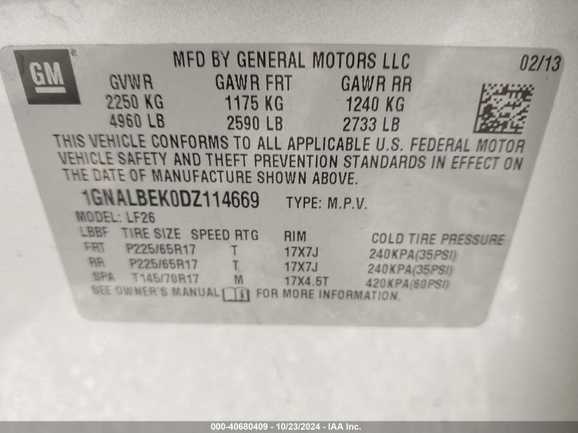 GM
MFD BY GENERAL MOTORS LLC 02/13
GVWR GAWR FRT GAWR RR
2250 KG 1175 KG 1240 KG
4960 LB 2590 LB 2733 LB
THIS VEHICLE CONFORMS TO ALL APPLICABLE U.S. FEDERAL MOTOR
VEHICLE SAFETY AND THEFT PREVENTION STANDARDS IN EFFECT ON
THE DATE OF MANUFACTURE SHOWN ABOVE.
1GNALBEK0DZ114669 TYPE: M.P.V.
MODEL: LF26
LBBF TIRE SIZE SPEED RTG RIM COLD TIRE PRESSURE
FRT P225/65R17 T 17X7J 240KPA(35PSI)
RR P225/65R17 T 17X7J 240KPA(35PSI)
SPA T145/70R17 M 17X4.5T 420KPA(60PSI)
SEE OWNER'S MANUAL FOR MORE INFORMATION.
000-40680409 - 10/23/2024 - IAA Inc.